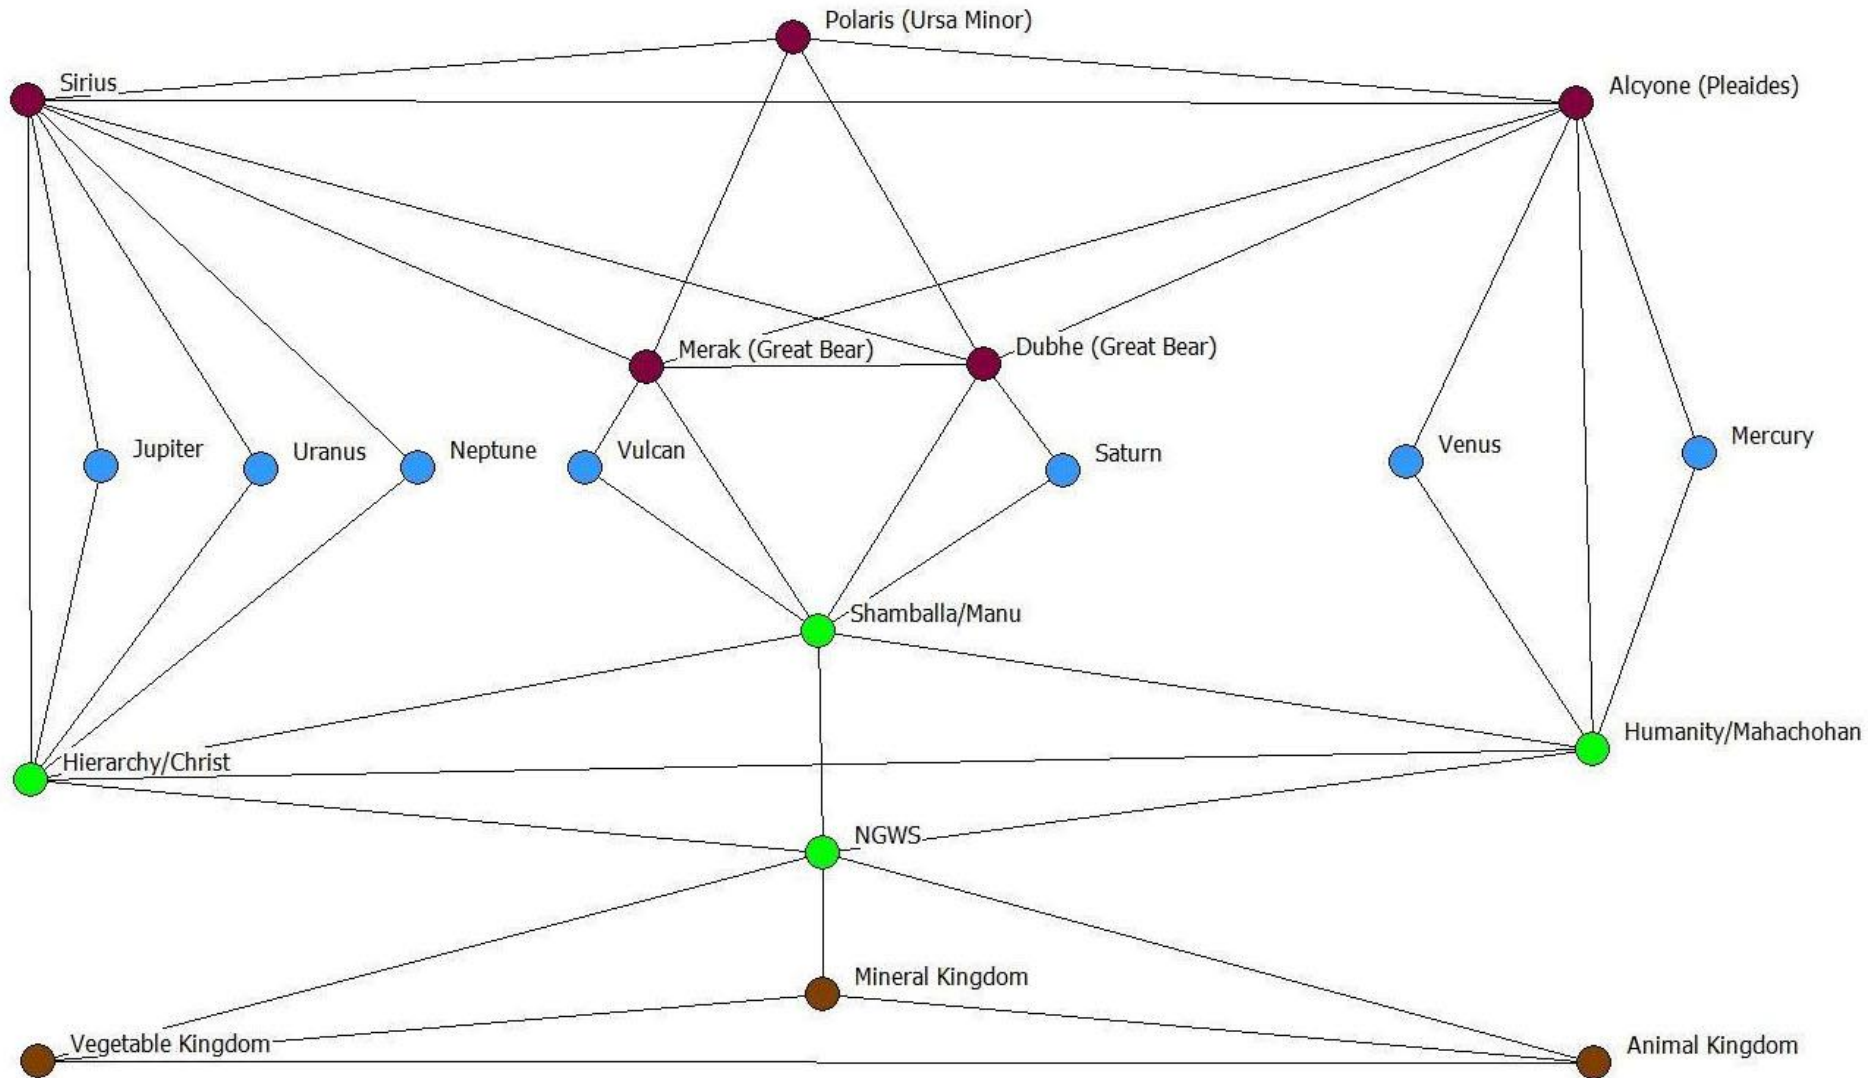 Polaris (Ursa Minor)
Sirius
Alcyone (Pleaides)
Merak (Great Bear)
Dubhe (Great Bear)
Jupiter
Uranus
Neptune
Vulcan
Saturn
Venus
Mercury
Shamballa/Manu
Hierarchy/Christ
Humanity/Mahachohan
NGWS
Mineral Kingdom
Vegetable Kingdom
Animal Kingdom